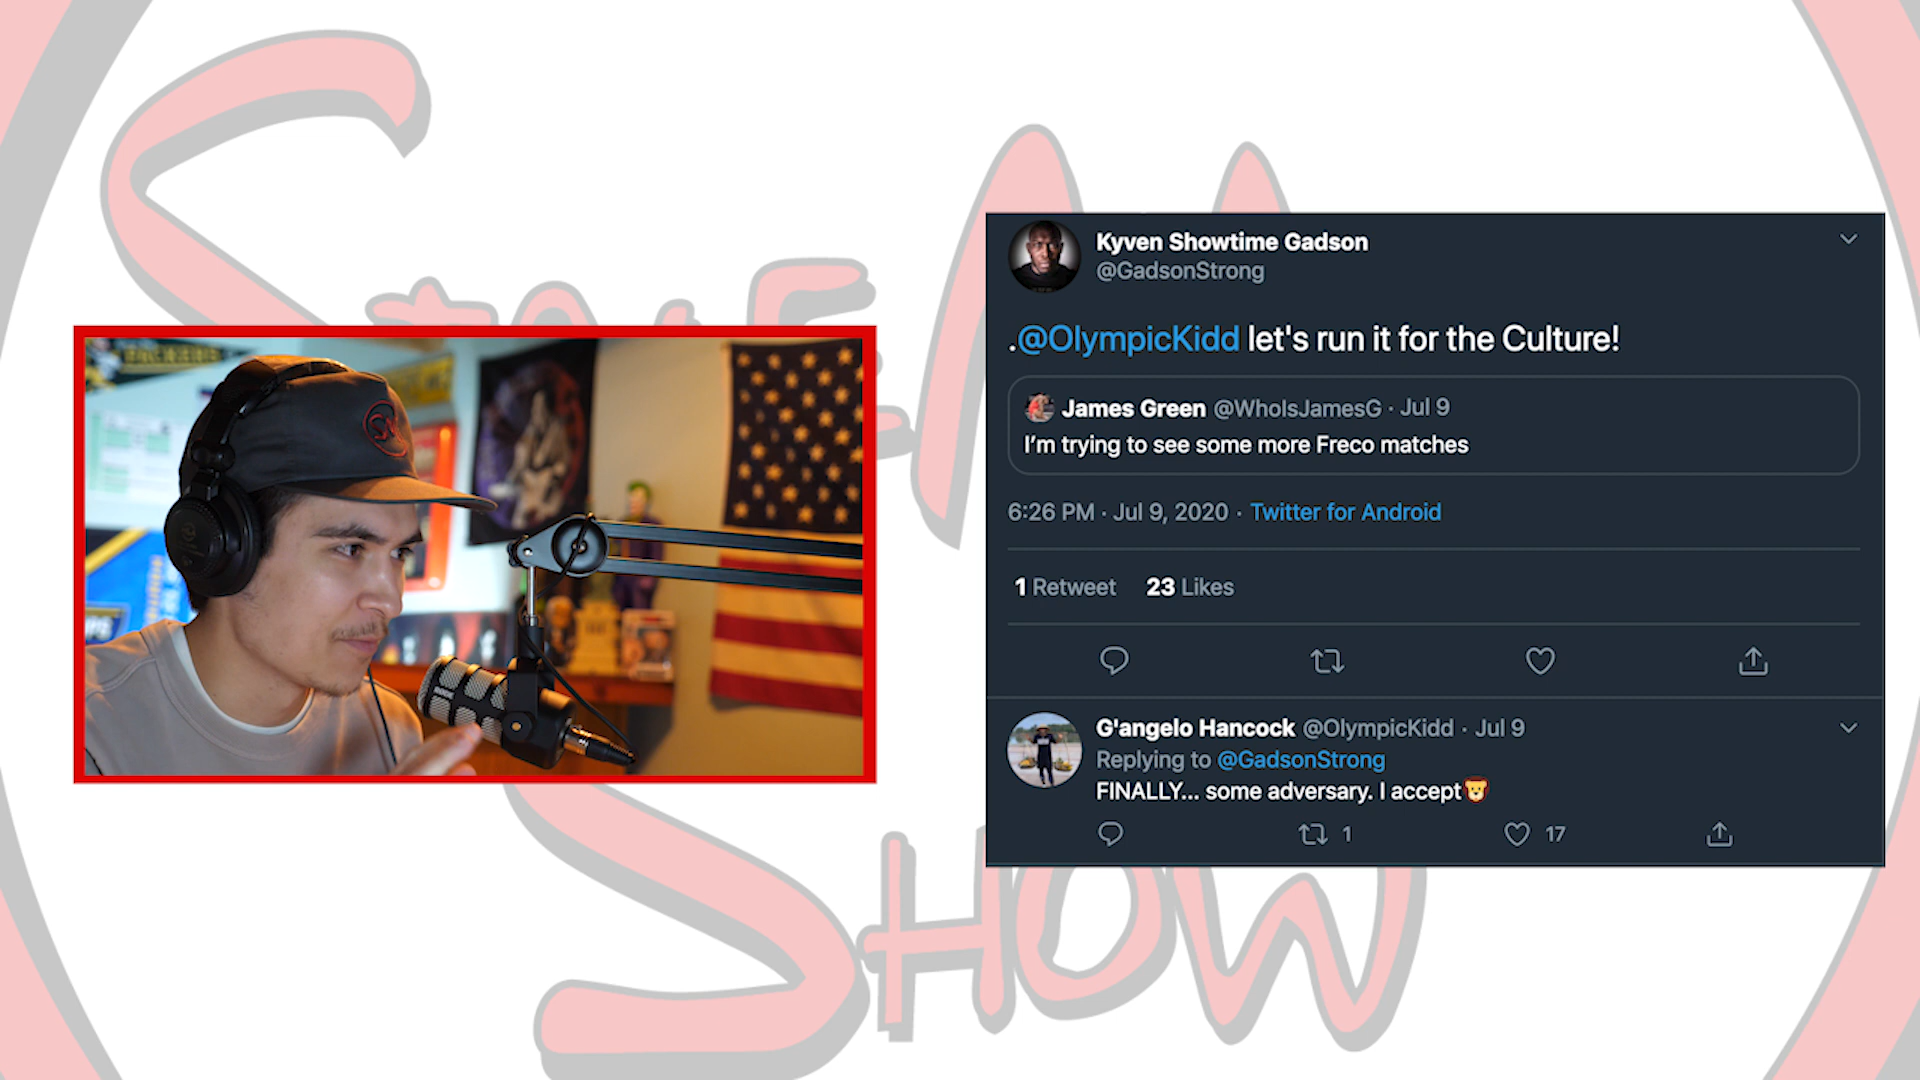 Kyven Showtime Gadson
@GadsonStrong
.@OlympicKidd let's run it for the Culture!
James Green @WhoIsJamesG · Jul 9
I'm trying to see some more Freco matches
6:26 PM · Jul 9, 2020 · Twitter for Android
1 Retweet 23 Likes
G'angelo Hancock @OlympicKidd · Jul 9
Replying to @GadsonStrong
FINALLY... some adversary. I accept🦁
1 17
SHOW